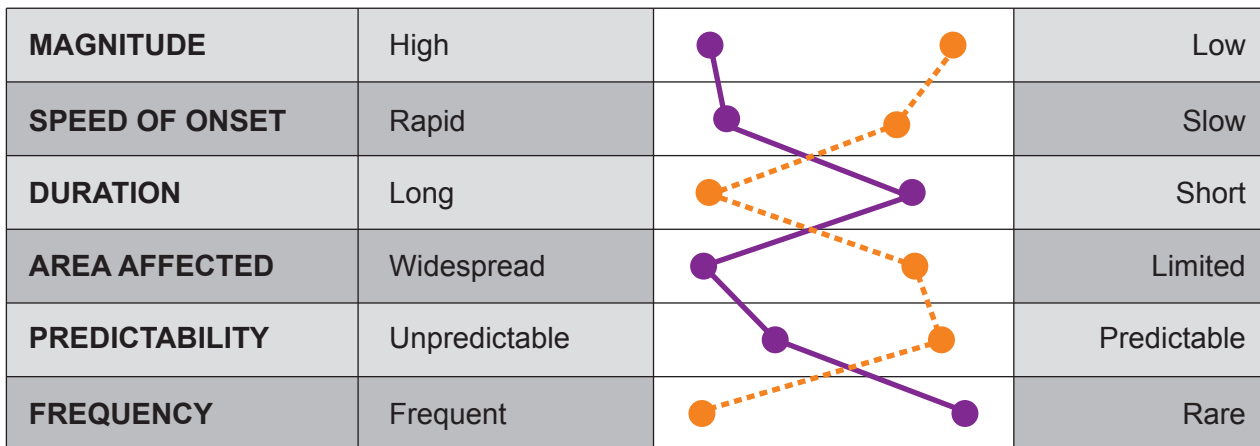 MAGNITUDE High Low
SPEED OF ONSET Rapid Slow
DURATION Long Short
AREA AFFECTED Widespread Limited
PREDICTABILITY Unpredictable Predictable
FREQUENCY Frequent Rare